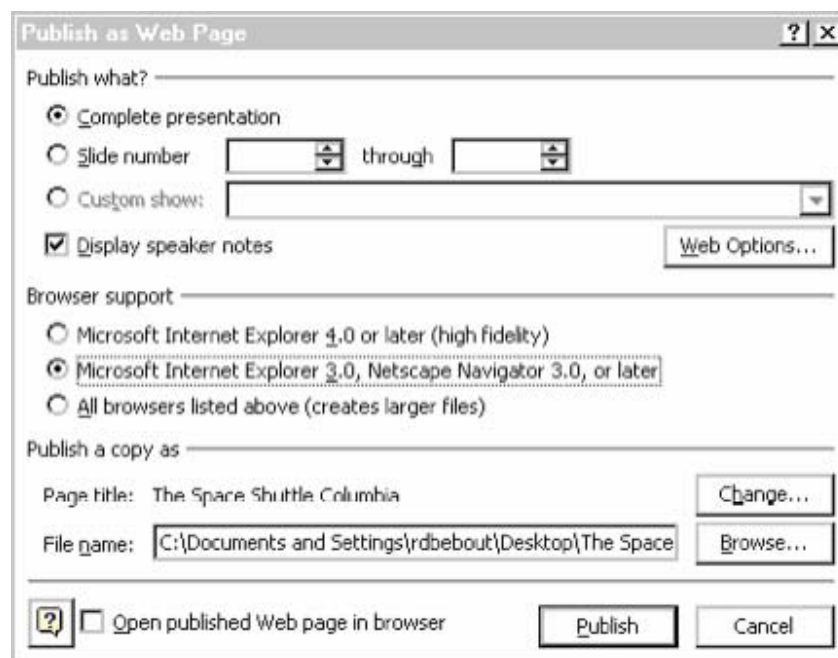 Publish as Web Page
Publish what?
Complete presentation
Slide number through
Custom show:
Display speaker notes Web Options...
Browser support
Microsoft Internet Explorer 4.0 or later (high fidelity)
Microsoft Internet Explorer 3.0, Netscape Navigator 3.0, or later
All browsers listed above (creates larger files)
Publish a copy as
Page title: The Space Shuttle Columbia Change...
File name: C:\Documents and Settings\rdbebout\Desktop\The Space Browse...
Open published Web page in browser Publish Cancel